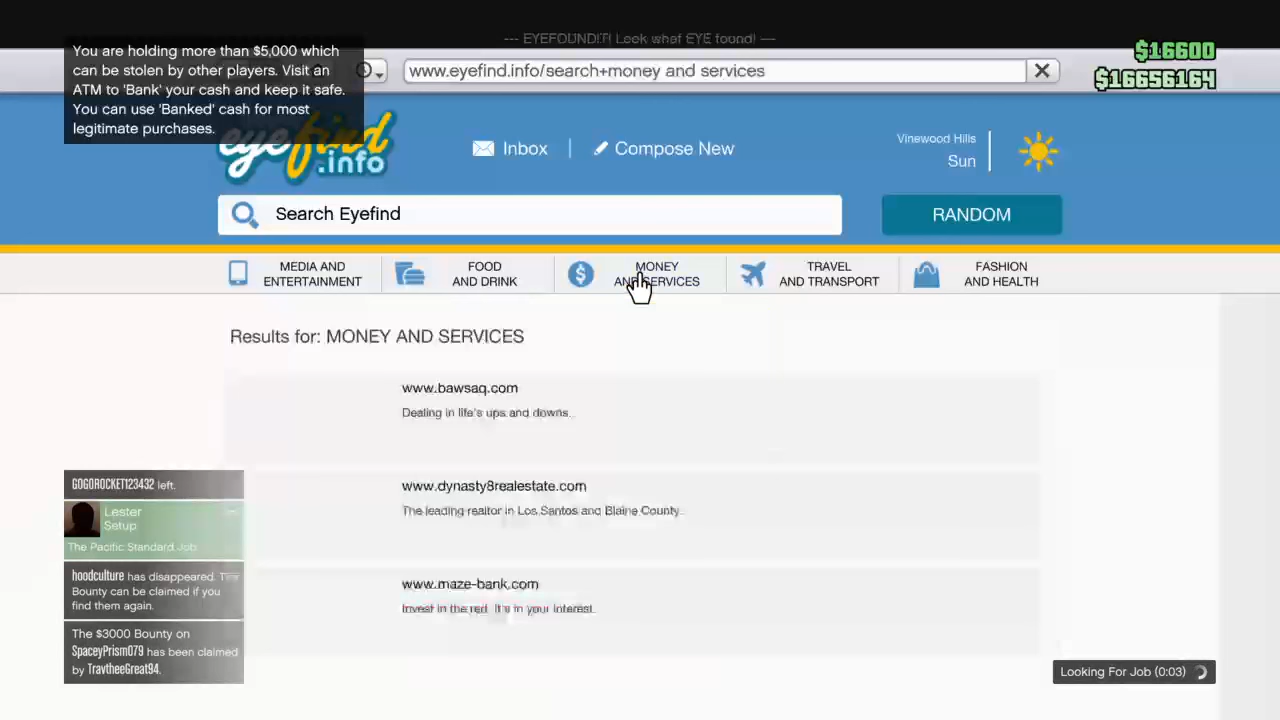 --- EYEFOUNDIT! Look what EYE found! ---
You are holding more than $5,000 which
can be stolen by other players. Visit an
ATM to 'Bank' your cash and keep it safe.
You can use 'Banked' cash for most
legitimate purchases.
www.eyefind.info/search+money and services
$16600
$16656164
eyefind
.info
Inbox
Compose New
Vinewood Hills
Sun
Search Eyefind
RANDOM
MEDIA AND
ENTERTAINMENT
FOOD
AND DRINK
MONEY
AND SERVICES
TRAVEL
AND TRANSPORT
FASHION
AND HEALTH
Results for: MONEY AND SERVICES
www.bawsaq.com
Dealing in life's ups and downs.
www.dynasty8realestate.com
The leading realtor in Los Santos and Blaine County.
www.maze-bank.com
Invest in the red. It's in your interest.
GOGOROCKET123432 left.
Lester
Setup
The Pacific Standard Job
hoodculture has disappeared. The
Bounty can be claimed if you
find them again.
The $3000 Bounty on
SpaceyPrism079 has been claimed
by TravtheeGreat94.
Looking For Job (0:03)